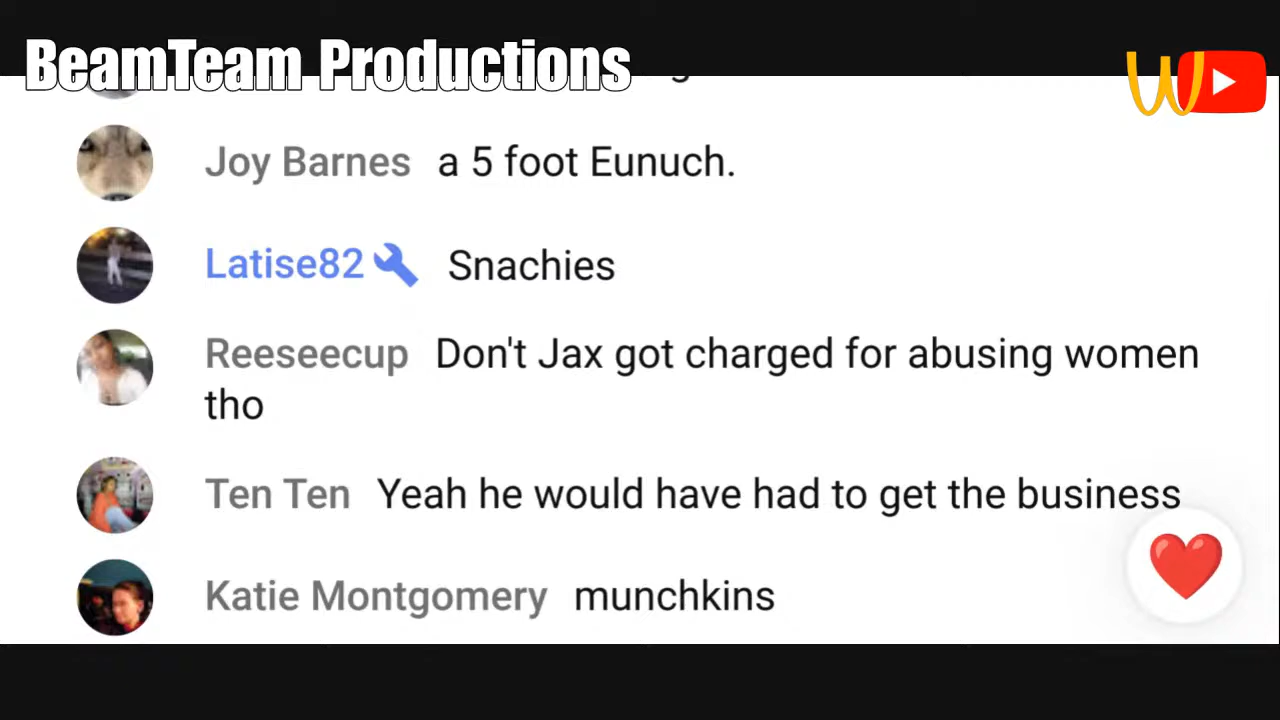 BeamTeam Productions
Joy Barnes a 5 foot Eunuch.
Latise82 Snachies
Reeseecup Don't Jax got charged for abusing women
tho
Ten Ten Yeah he would have had to get the business
Katie Montgomery munchkins